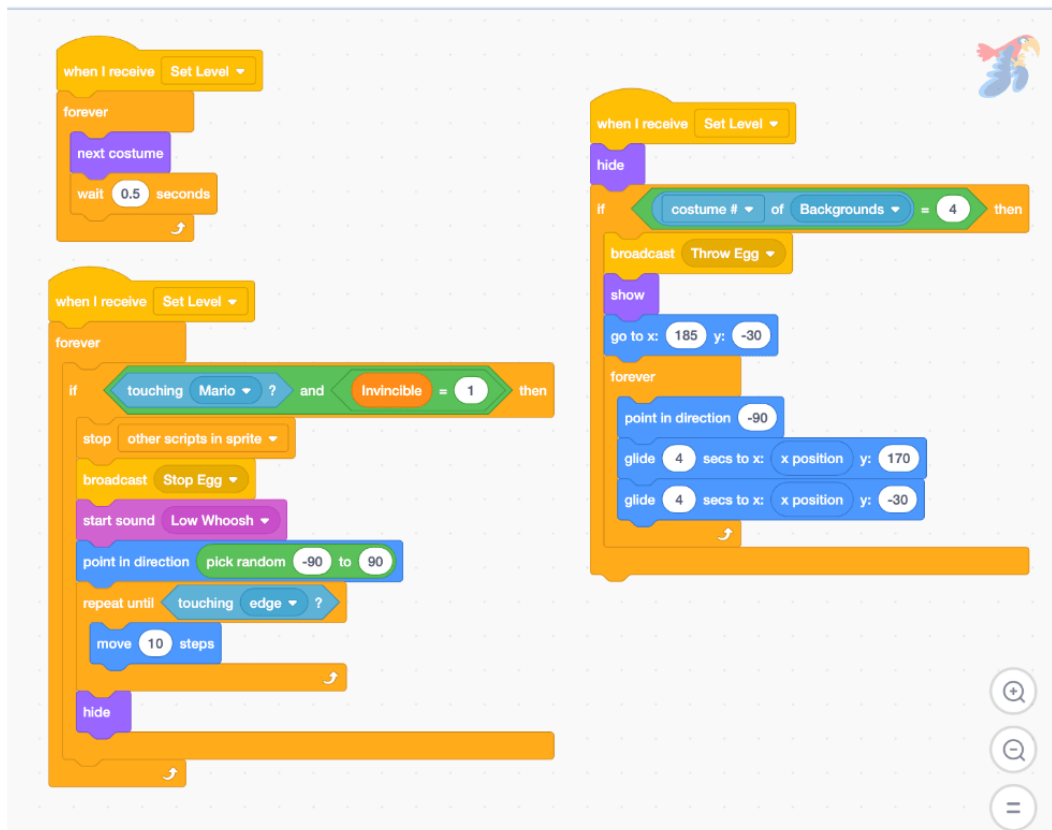 when I receive Set Level
forever
next costume
wait 0.5 seconds
when I receive Set Level
forever
if touching Mario ? and Invincible = 1 then
stop other scripts in sprite
broadcast Stop Egg
start sound Low Whoosh
point in direction pick random -90 to 90
repeat until touching edge ?
move 10 steps
hide
when I receive Set Level
hide
if costume # of Backgrounds = 4 then
broadcast Throw Egg
show
go to x: 185 y: -30
forever
point in direction -90
glide 4 secs to x: x position y: 170
glide 4 secs to x: x position y: -30